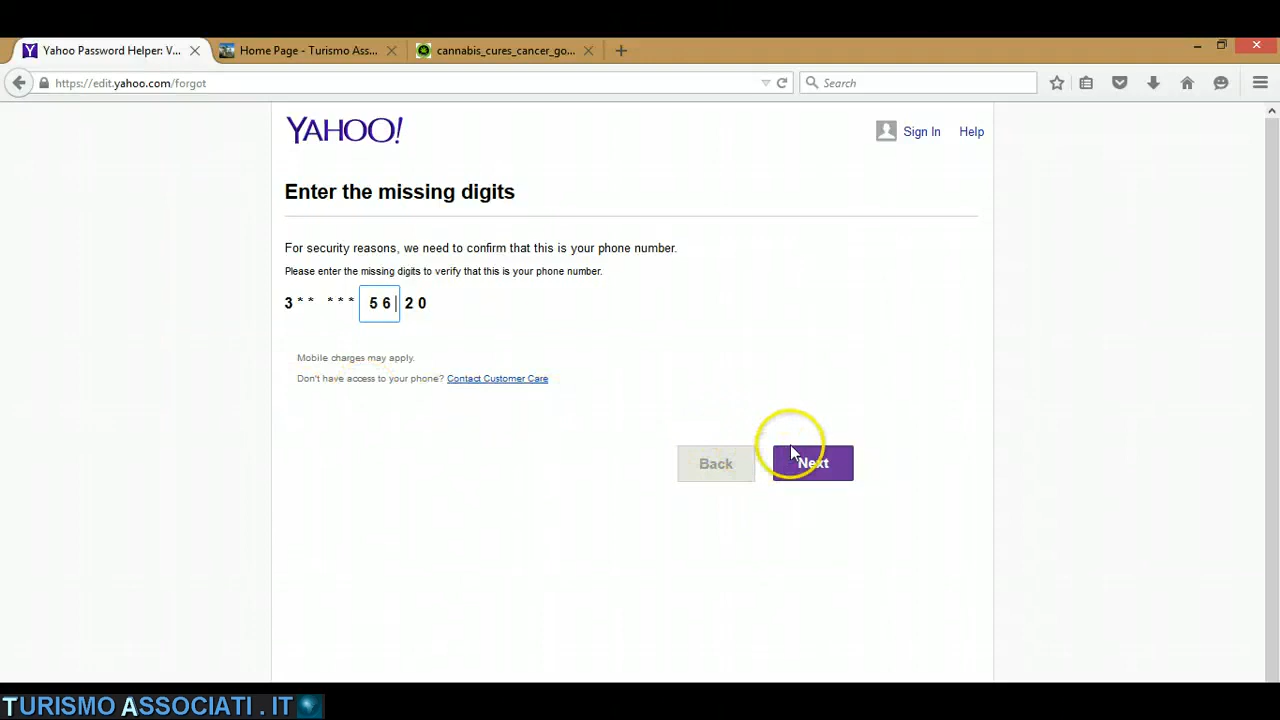 Yahoo Password Helper: V...
Home Page - Turismo Ass...
cannabis_cures_cancer_go...
https://edit.yahoo.com/forgot
Search
YAHOO!
Sign In
Help
Enter the missing digits
For security reasons, we need to confirm that this is your phone number.
Please enter the missing digits to verify that this is your phone number.
3** *** 56 20
Mobile charges may apply.
Don't have access to your phone? Contact Customer Care
Back
Next
TURISMO ASSOCIATI . IT